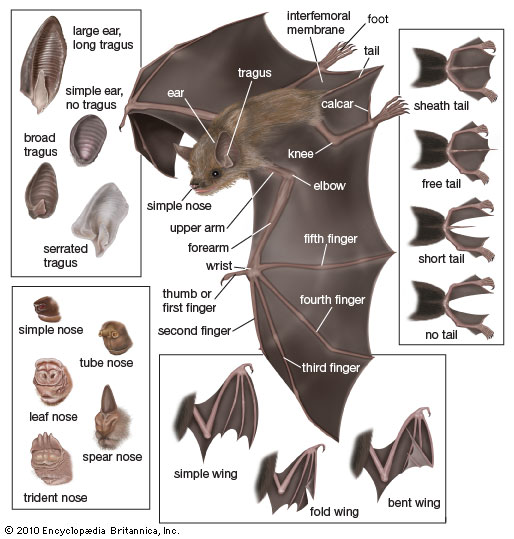 large ear,
long tragus
simple ear,
no tragus
broad
tragus
serrated
tragus
interfemoral
membrane
foot
tail
tragus
ear
calcar
knee
simple nose
elbow
upper arm
forearm
wrist
thumb or
first finger
second finger
fifth finger
fourth finger
third finger
sheath tail
free tail
short tail
no tail
simple nose
tube nose
leaf nose
spear nose
trident nose
simple wing
fold wing
bent wing
© 2010 Encyclopædia Britannica, Inc.